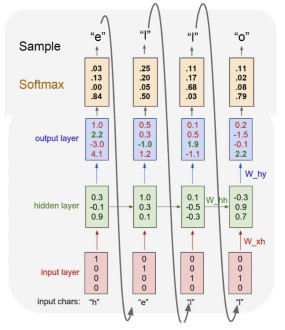 Sample “e” “l” “l” “o”
Softmax
.03 .25 .11 .11
.13 .20 .17 .02
.00 .05 .68 .08
.84 .50 .03 .79
output layer
1.0 0.5 0.1 0.2
2.2 0.3 0.5 -1.5
-3.0 -1.0 1.9 -0.1
4.1 1.2 -1.1 2.2
W_hy
hidden layer
0.3 1.0 0.1 -0.3
-0.1 0.3 -0.5 0.9
0.9 0.1 -0.3 0.7
W_hh
W_xh
input layer
1 0 0 0
0 1 0 0
0 0 1 1
0 0 0 0
input chars: “h” “e” “l” “l”